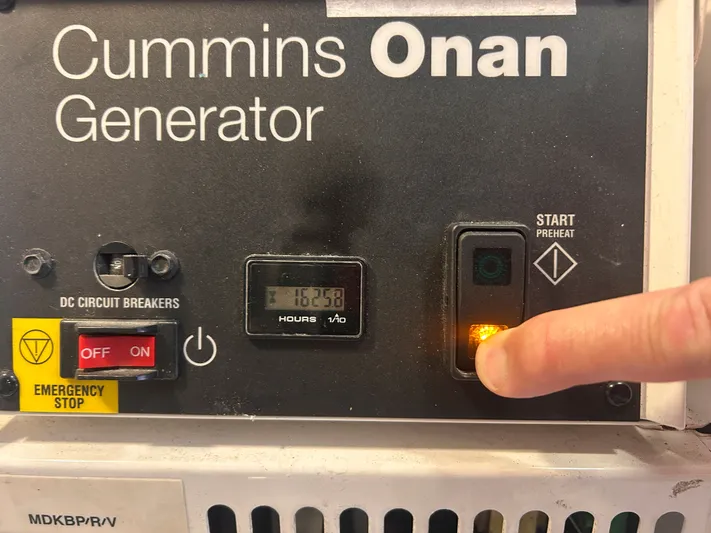 Cummins Onan
Generator
START
PREHEAT
DC CIRCUIT BREAKERS
16258
HOURS 1/10
OFF ON
EMERGENCY
STOP
MDKBP/R/V